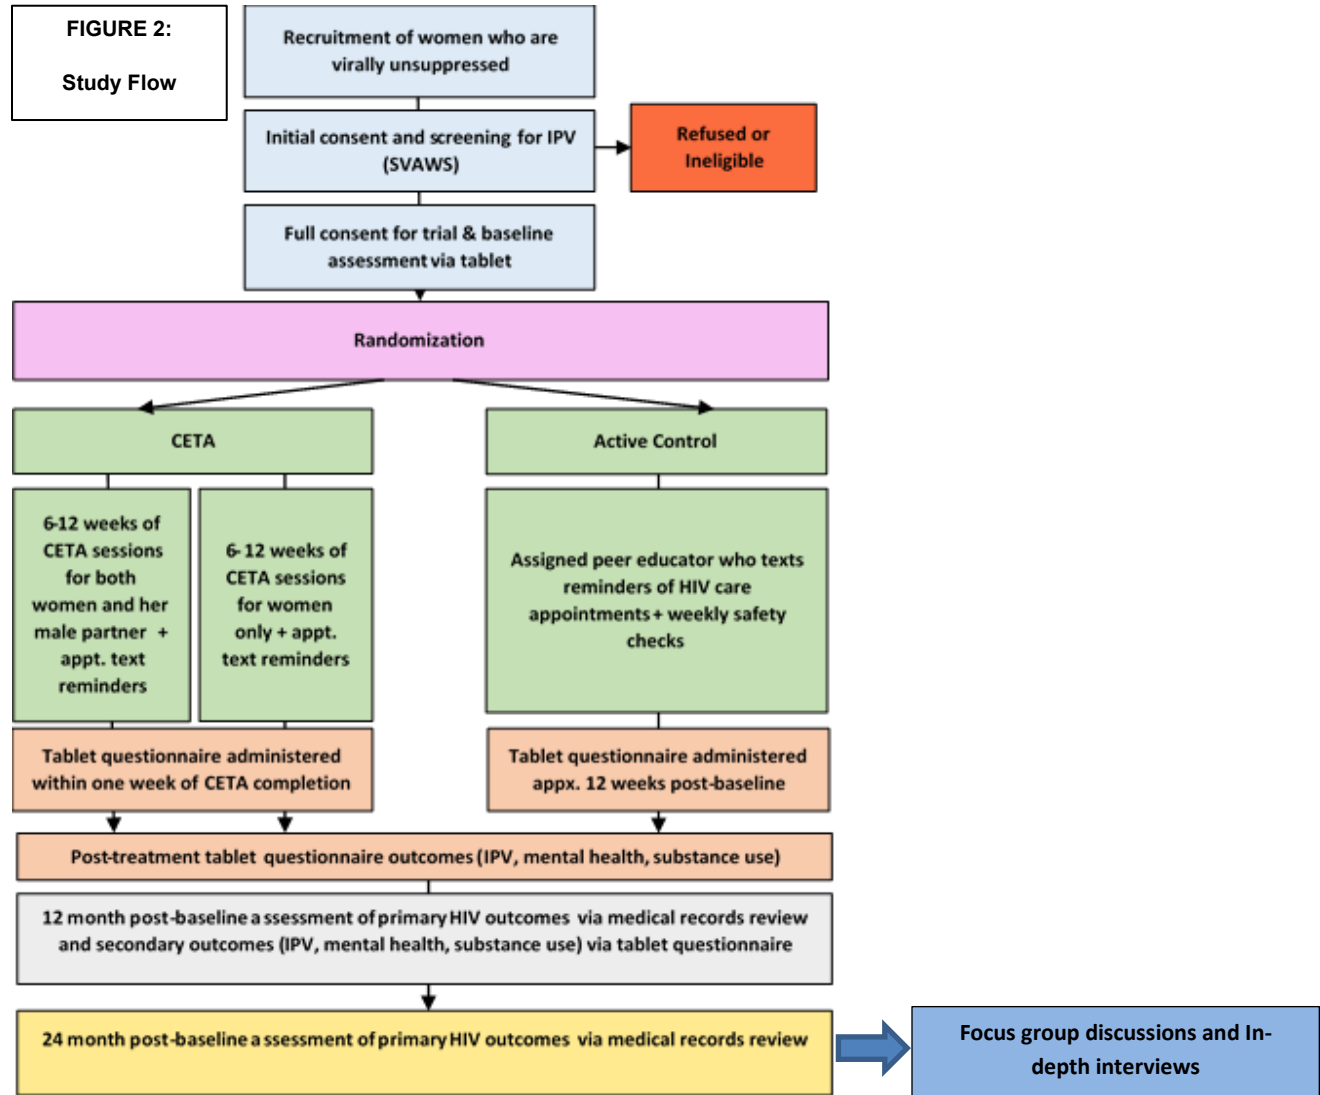 FIGURE 2:
Study Flow
Recruitment of women who are
virally unsuppressed
Initial consent and screening for IPV
(SVAWS)
Refused or
Ineligible
Full consent for trial & baseline
assessment via tablet
Randomization
CETA
Active Control
6-12 weeks of
CETA sessions
for both
women and her
male partner +
appt. text
reminders
6-12 weeks of
CETA sessions
for women
only + appt.
text reminders
Assigned peer educator who texts
reminders of HIV care
appointments + weekly safety
checks
Tablet questionnaire administered
within one week of CETA completion
Tablet questionnaire administered
appx. 12 weeks post-baseline
Post-treatment tablet questionnaire outcomes (IPV, mental health, substance use)
12 month post-baseline assessment of primary HIV outcomes via medical records review
and secondary outcomes (IPV, mental health, substance use) via tablet questionnaire
24 month post-baseline assessment of primary HIV outcomes via medical records review
Focus group discussions and In-
depth interviews